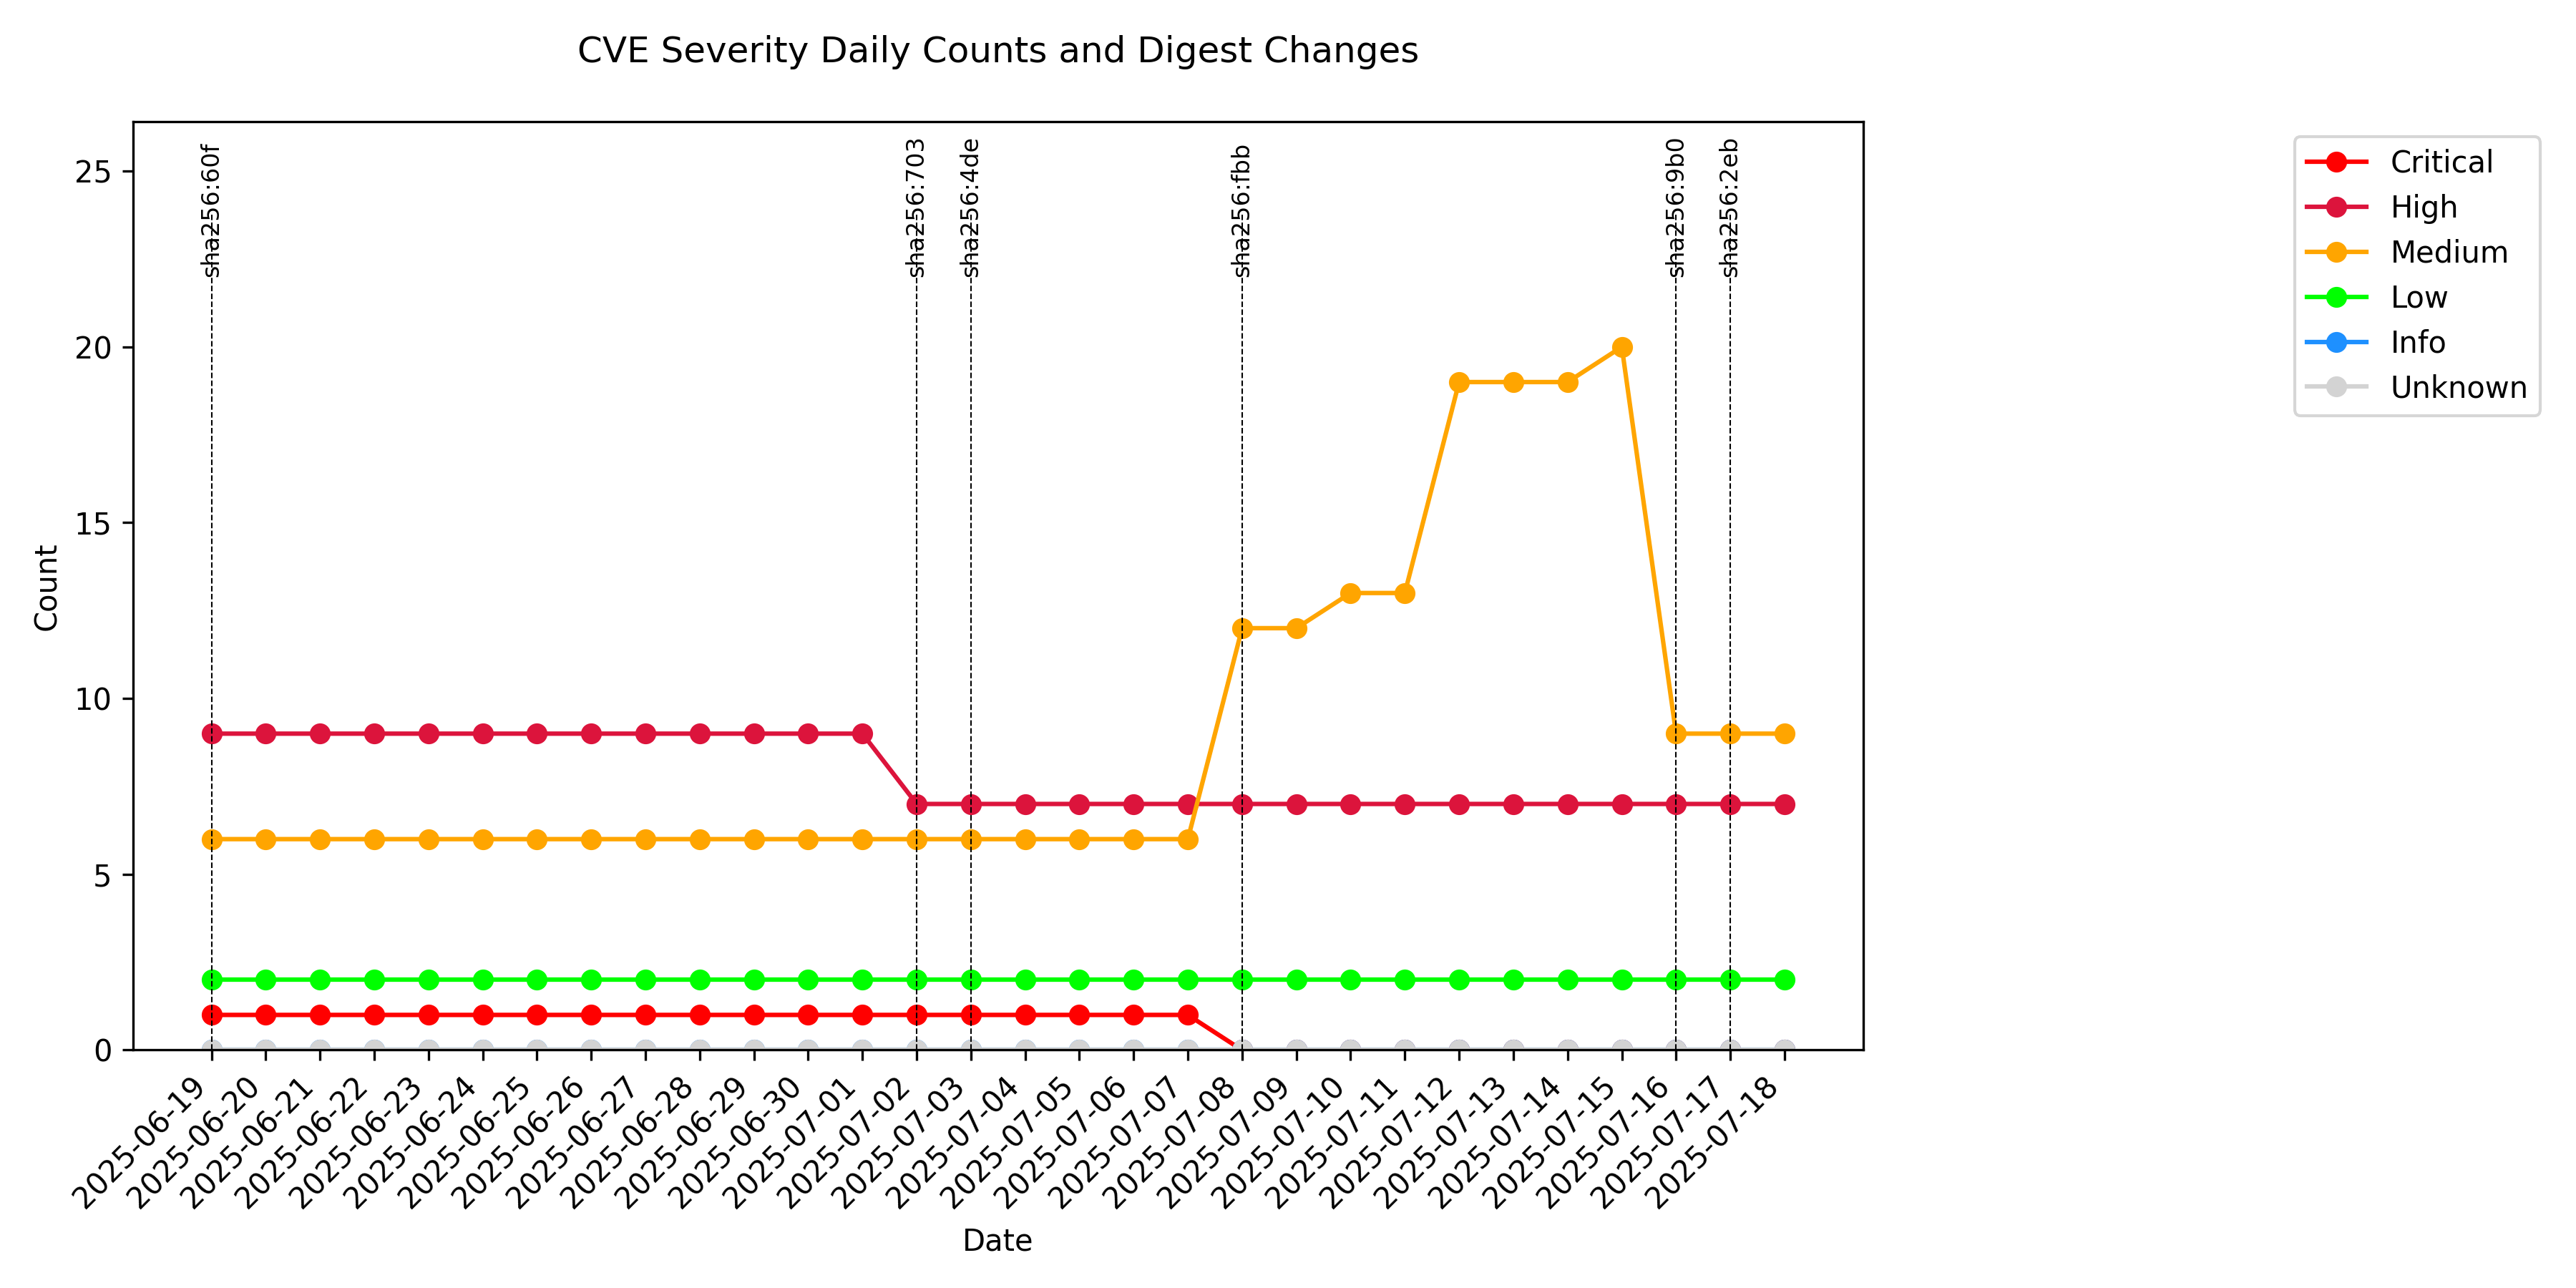 CVE Severity Daily Counts and Digest Changes
25
20
15
10
5
0
Count
sha256:60f
sha256:703
sha256:4de
sha256:fbb
sha256:9b0
sha256:2eb
Critical
High
Medium
Low
Info
Unknown
2025-06-19
2025-06-20
2025-06-21
2025-06-22
2025-06-23
2025-06-24
2025-06-25
2025-06-26
2025-06-27
2025-06-28
2025-06-29
2025-06-30
2025-07-01
2025-07-02
2025-07-03
2025-07-04
2025-07-05
2025-07-06
2025-07-07
2025-07-08
2025-07-09
2025-07-10
2025-07-11
2025-07-12
2025-07-13
2025-07-14
2025-07-15
2025-07-16
2025-07-17
2025-07-18
Date